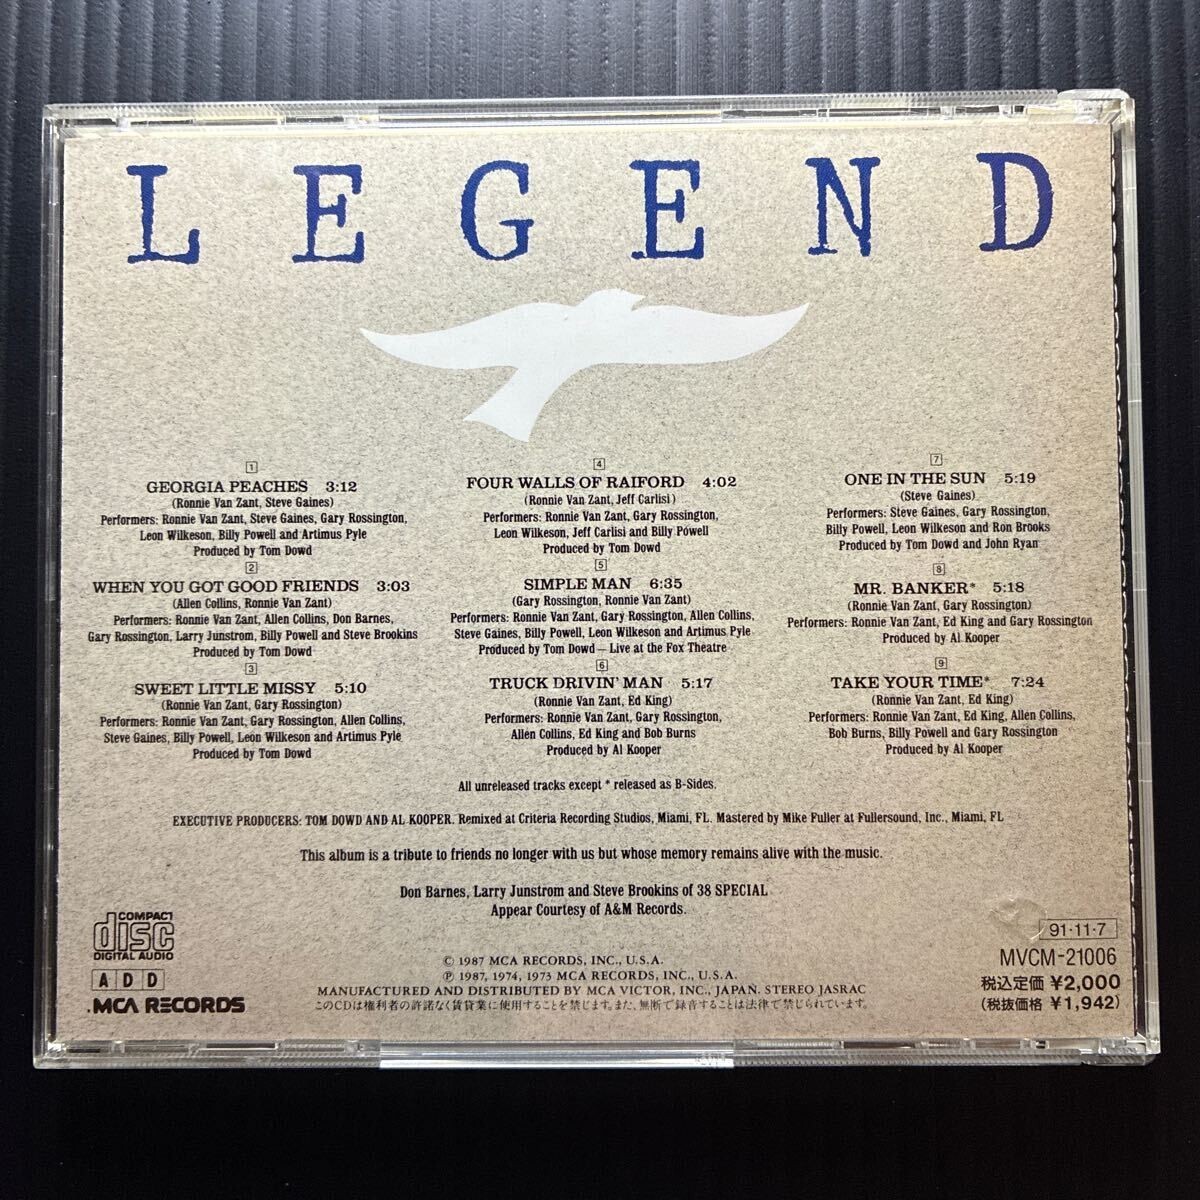 LEGEND
1
GEORGIA PEACHES 3:12
(Ronnie Van Zant, Steve Gaines)
Performers: Ronnie Van Zant, Steve Gaines, Gary Rossington,
Leon Wilkeson, Billy Powell and Artimus Pyle
Produced by Tom Dowd
2
WHEN YOU GOT GOOD FRIENDS 3:03
(Allen Collins, Ronnie Van Zant)
Performers: Ronnie Van Zant, Allen Collins, Don Barnes,
Gary Rossington, Larry Junstrom, Billy Powell and Steve Brookins
Produced by Tom Dowd
3
SWEET LITTLE MISSY 5:10
(Ronnie Van Zant, Gary Rossington)
Performers: Ronnie Van Zant, Gary Rossington, Allen Collins,
Steve Gaines, Billy Powell, Leon Wilkeson and Artimus Pyle
Produced by Tom Dowd
4
FOUR WALLS OF RAIFORD 4:02
(Ronnie Van Zant, Jeff Carlisi)
Performers: Ronnie Van Zant, Gary Rossington,
Leon Wilkeson, Jeff Carlisi and Billy Powell
Produced by Tom Dowd
5
SIMPLE MAN 6:35
(Gary Rossington, Ronnie Van Zant)
Performers: Ronnie Van Zant, Gary Rossington, Allen Collins,
Steve Gaines, Billy Powell, Leon Wilkeson and Artimus Pyle
Produced by Tom Dowd — Live at the Fox Theatre
6
TRUCK DRIVIN' MAN 5:17
(Ronnie Van Zant, Ed King)
Performers: Ronnie Van Zant, Gary Rossington,
Allen Collins, Ed King and Bob Burns
Produced by Al Kooper
7
ONE IN THE SUN 5:19
(Steve Gaines)
Performers: Steve Gaines, Gary Rossington,
Billy Powell, Leon Wilkeson and Ron Brooks
Produced by Tom Dowd and John Ryan
8
MR. BANKER* 5:18
(Ronnie Van Zant, Gary Rossington)
Performers: Ronnie Van Zant, Ed King and Gary Rossington
Produced by Al Kooper
9
TAKE YOUR TIME* 7:24
(Ronnie Van Zant, Ed King)
Performers: Ronnie Van Zant, Ed King, Allen Collins,
Bob Burns, Billy Powell and Gary Rossington
Produced by Al Kooper
All unreleased tracks except * released as B-Sides.
EXECUTIVE PRODUCERS: TOM DOWD AND AL KOOPER. Remixed at Criteria Recording Studios, Miami, FL. Mastered by Mike Fuller at Fullersound, Inc., Miami, FL
This album is a tribute to friends no longer with us but whose memory remains alive with the music.
Don Barnes, Larry Junstrom and Steve Brookins of 38 SPECIAL
Appear Courtesy of A&M Records.
COMPACT
disc
DIGITAL AUDIO
ADD
MCA RECORDS
© 1987 MCA RECORDS, INC., U.S.A.
℗ 1987, 1974, 1973 MCA RECORDS, INC., U.S.A.
MANUFACTURED AND DISTRIBUTED BY MCA VICTOR, INC., JAPAN. STEREO JASRAC
このCDは権利者の許諾なく賃貸業に使用することを禁じます。また、無断で録音することは法律で禁じられています。
91·11·7
MVCM-21006
税込定価 ¥2,000
(税抜価格 ¥1,942)